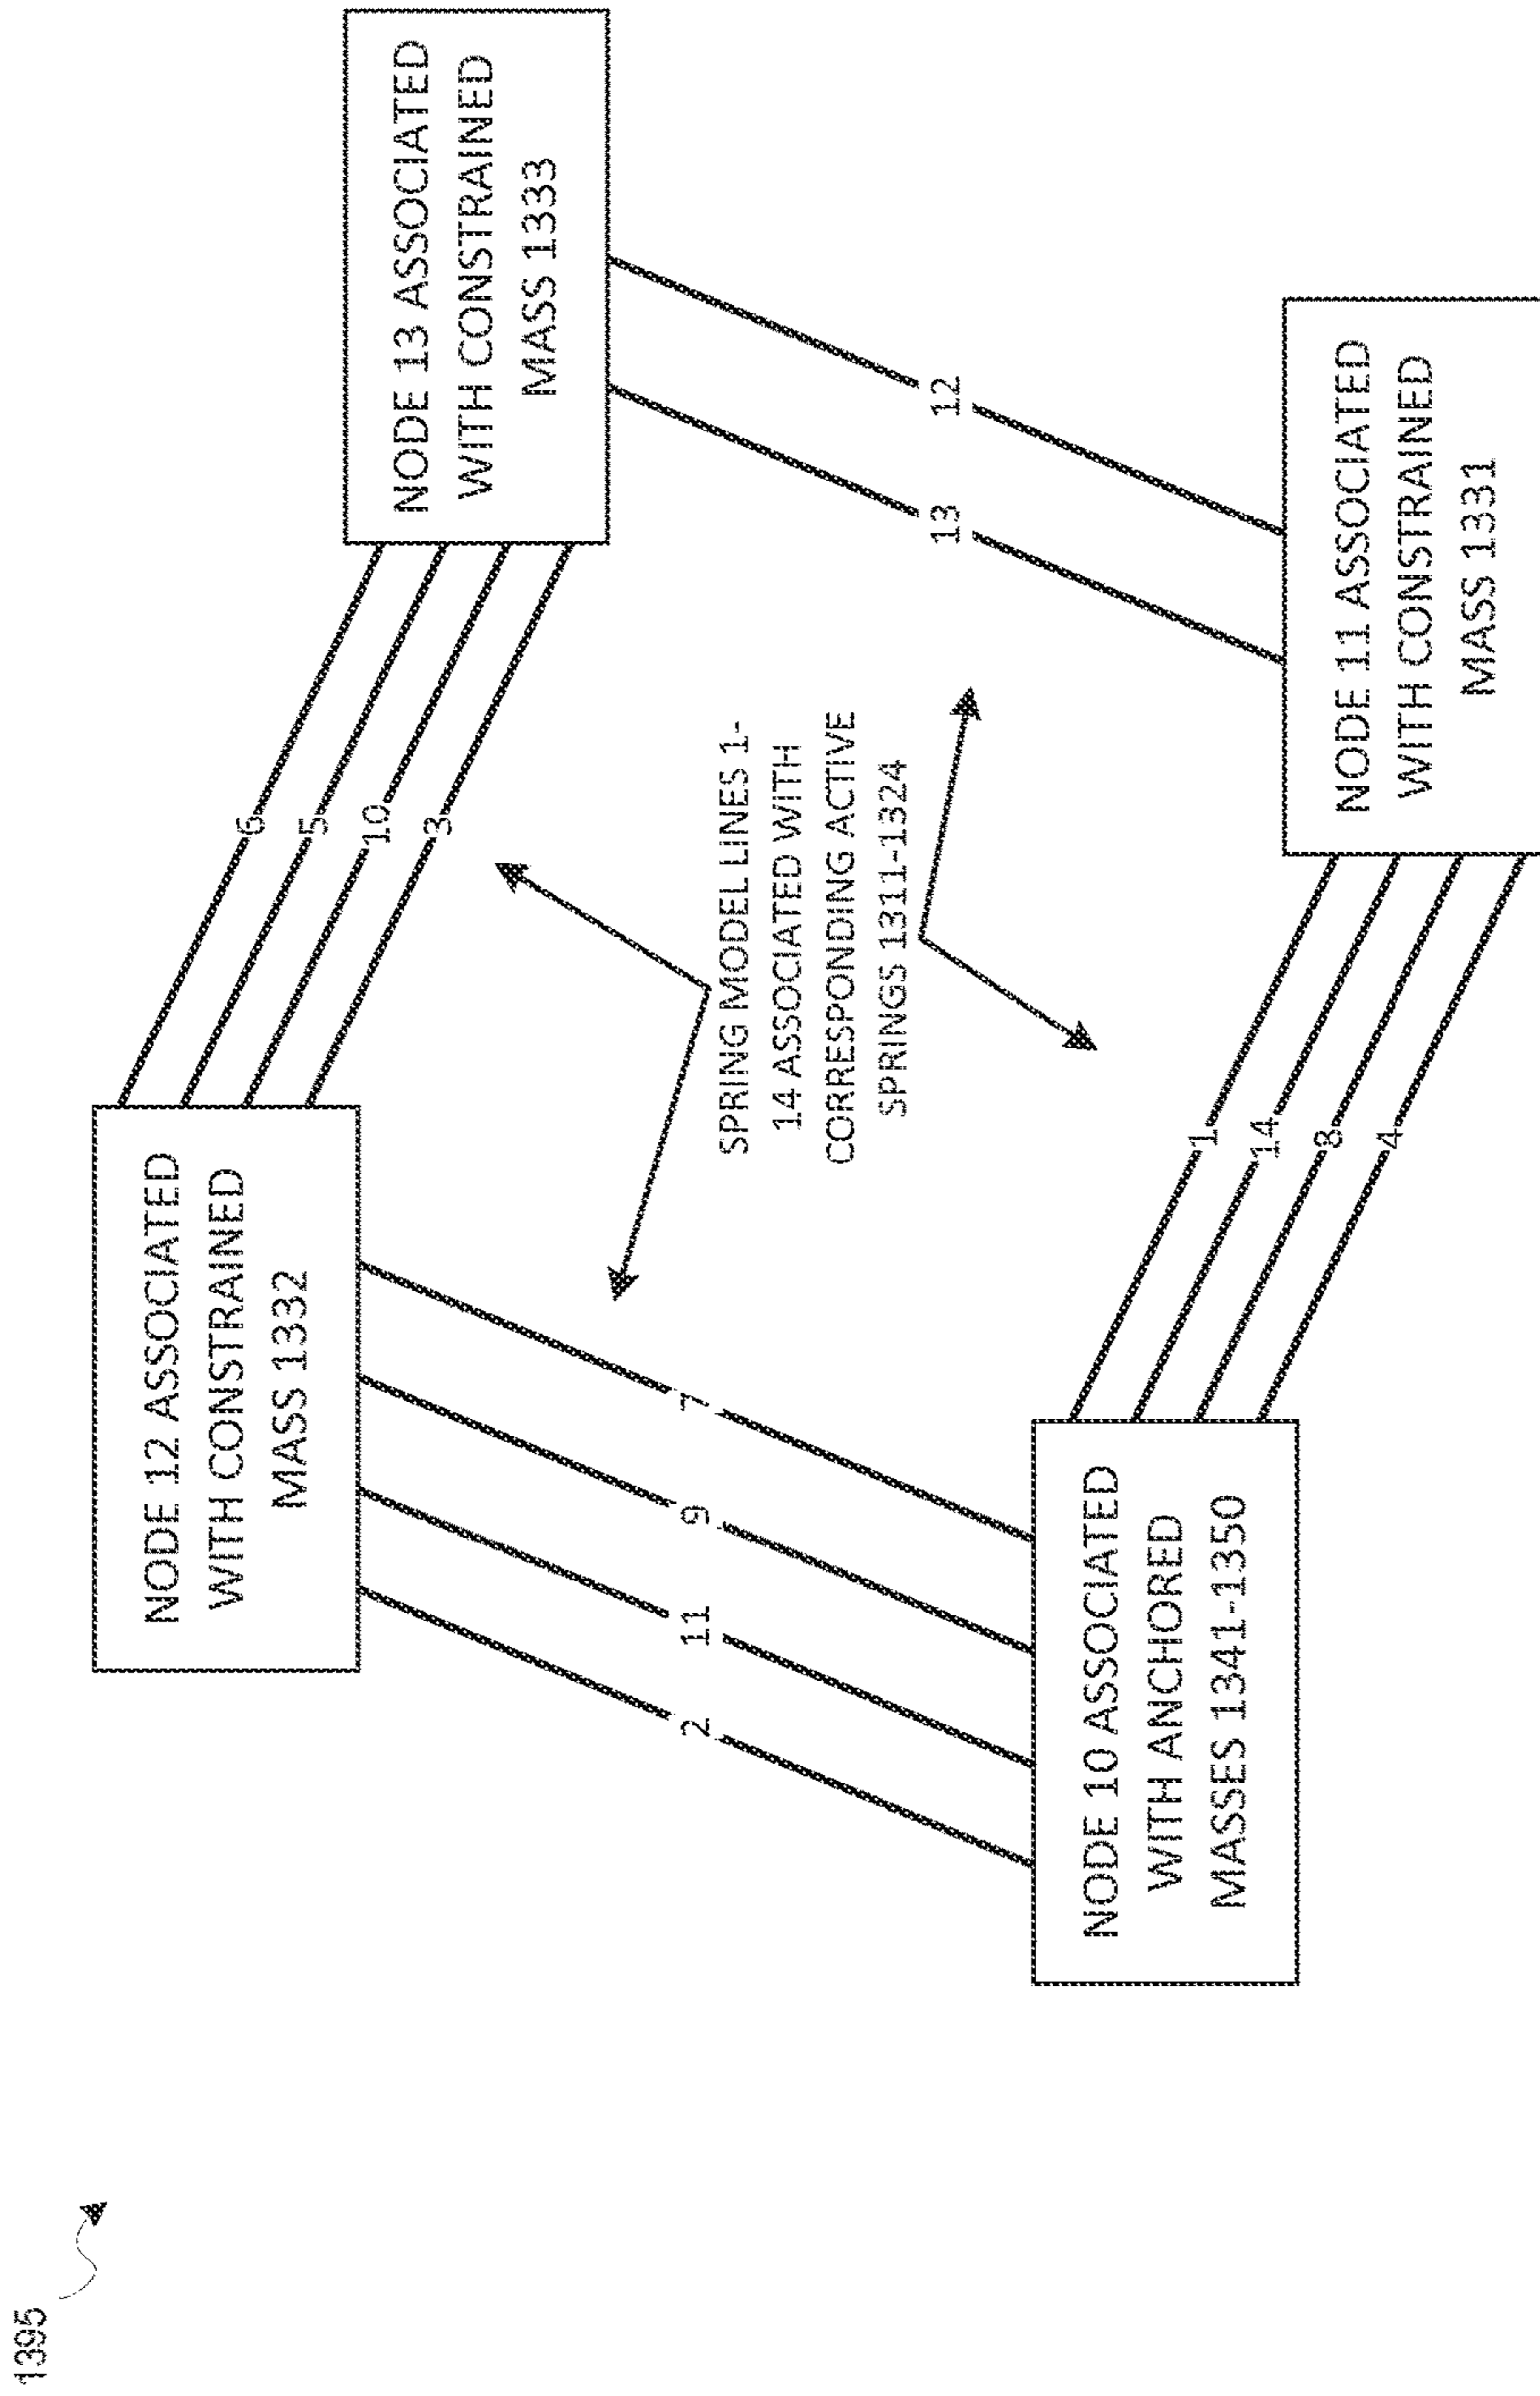 1395
NODE 12 ASSOCIATED
WITH CONSTRAINED
MASS 1332
6
5
10
3
NODE 13 ASSOCIATED
WITH CONSTRAINED
MASS 1333
7
9
11
2
SPRING MODEL LINES 1-
14 ASSOCIATED WITH
CORRESPONDING ACTIVE
SPRINGS 1311-1324
12
13
NODE 10 ASSOCIATED
WITH ANCHORED
MASSES 1341-1350
1
14
8
4
NODE 11 ASSOCIATED
WITH CONSTRAINED
MASS 1331